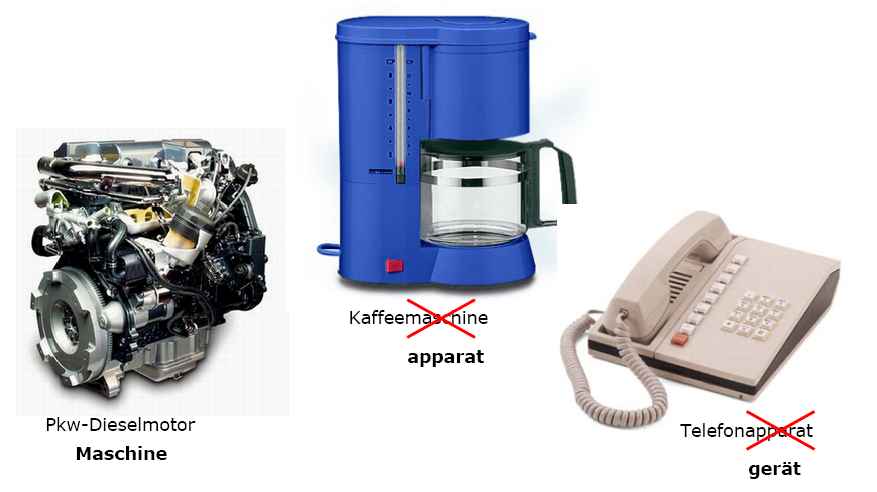 Kaffeemaschine
apparat
Pkw-Dieselmotor
Maschine
Telefonapparat
gerät